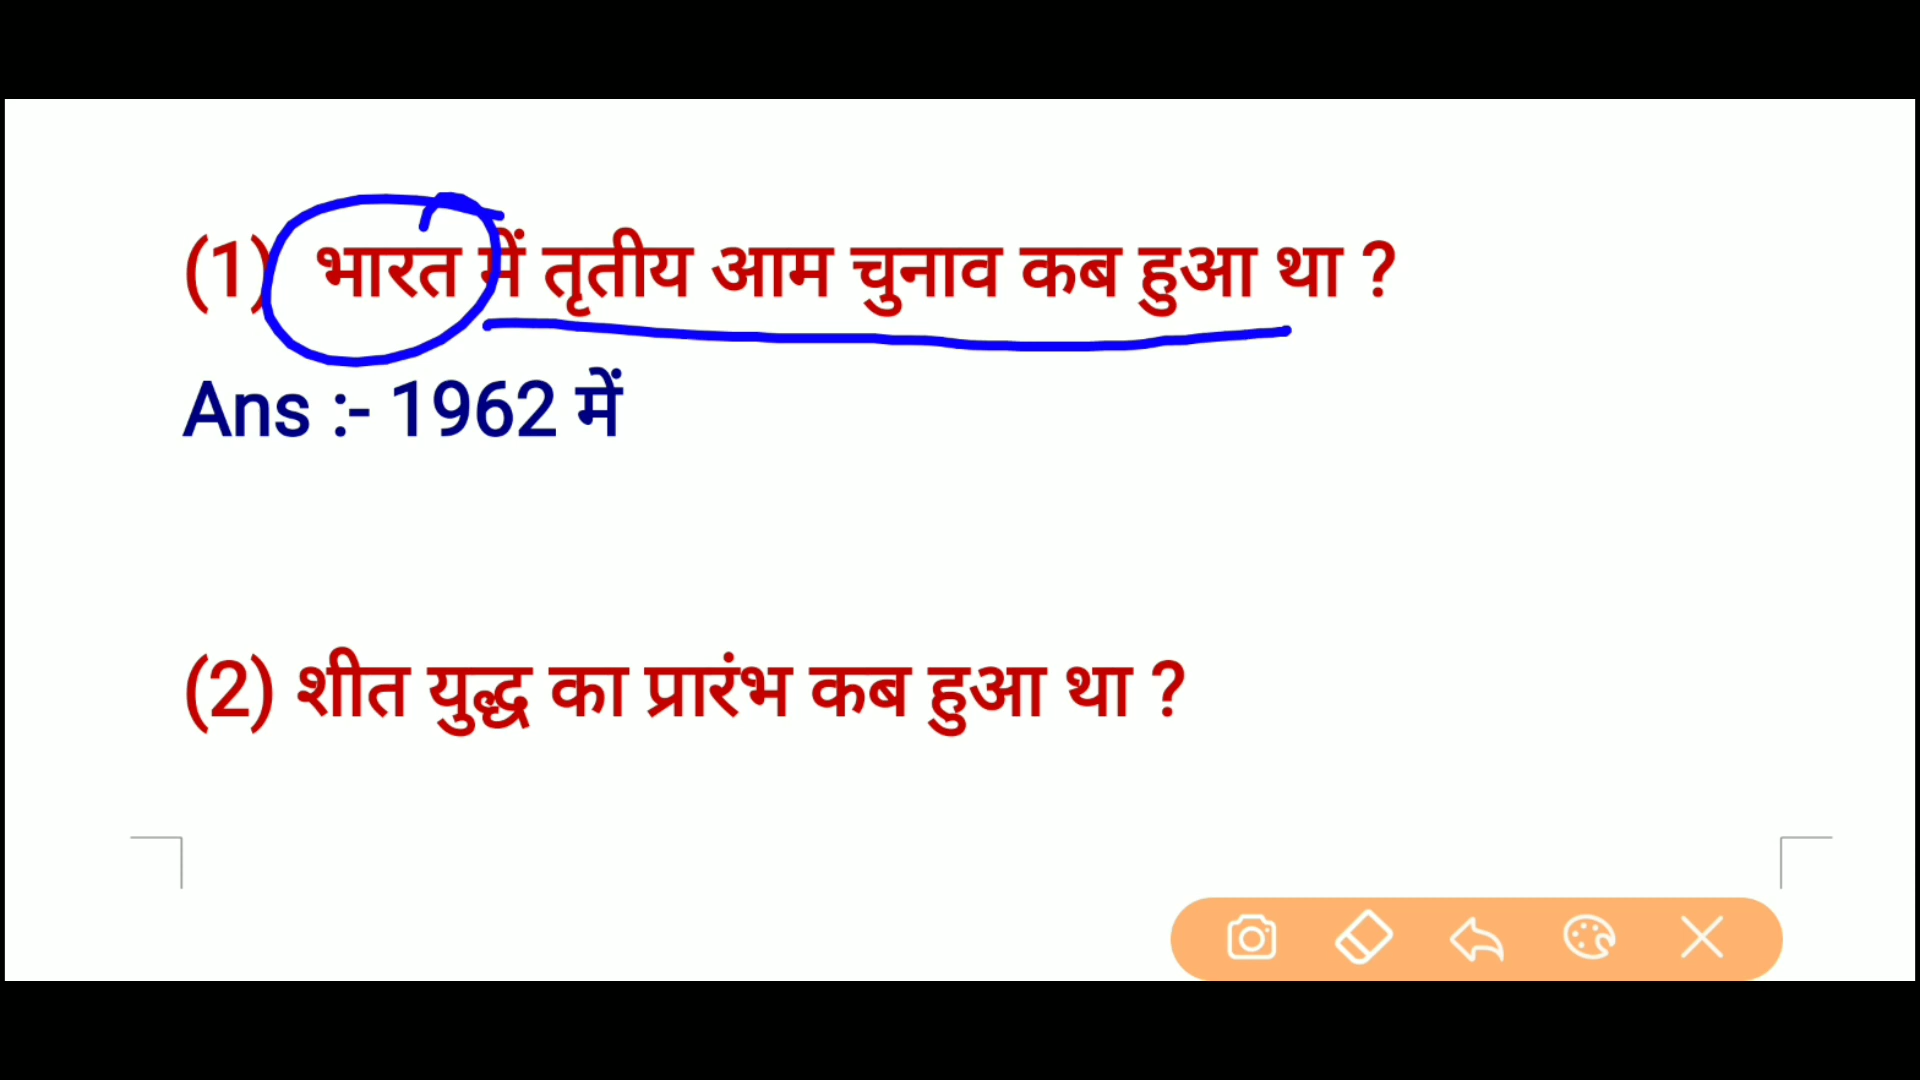 (1) भारत में तृतीय आम चुनाव कब हुआ था ?
Ans :- 1962 में
(2) शीत युद्ध का प्रारंभ कब हुआ था ?